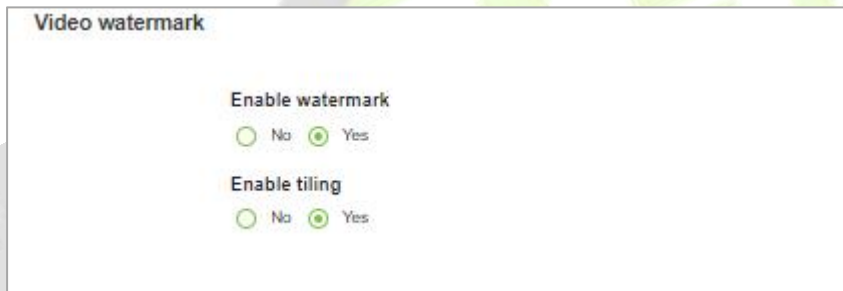 Video watermark
Enable watermark
No Yes
Enable tiling
No Yes